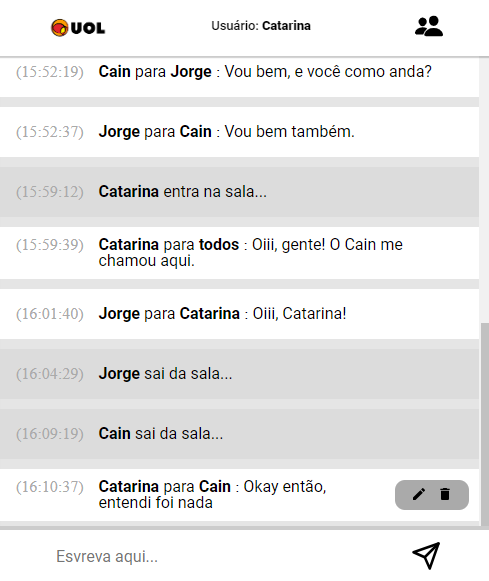 UOL
Usuário: Catarina
(15:52:19) Cain para Jorge : Vou bem, e você como anda?
(15:52:37) Jorge para Cain : Vou bem também.
(15:59:12) Catarina entra na sala...
(15:59:39) Catarina para todos : Oiii, gente! O Cain me
chamou aqui.
(16:01:40) Jorge para Catarina : Oiii, Catarina!
(16:04:29) Jorge sai da sala...
(16:09:19) Cain sai da sala...
(16:10:37) Catarina para Cain : Okay então,
entendi foi nada
Esvreva aqui...